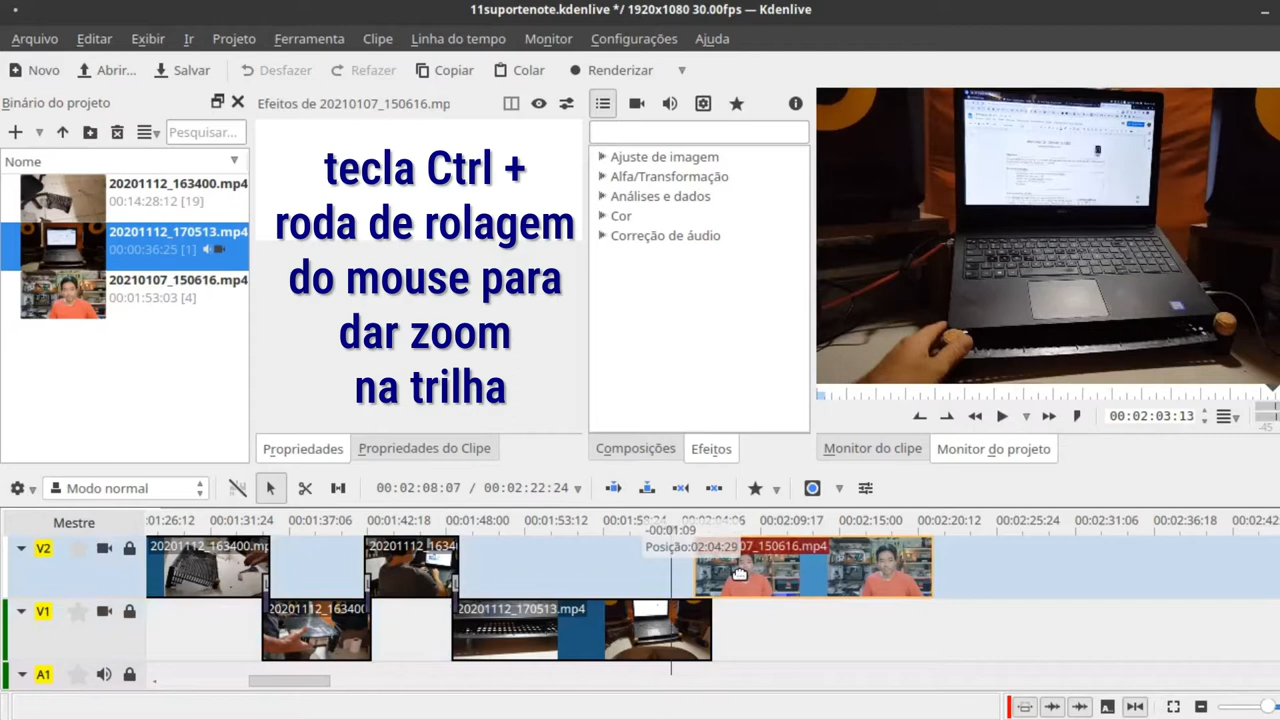 11suportenote.kdenlive */ 1920x1080 30.00fps — Kdenlive
Arquivo Editar Exibir Ir Projeto Ferramenta Clipe Linha do tempo Monitor Configurações Ajuda
Novo Abrir... Salvar Desfazer Refazer Copiar Colar Renderizar
Binário do projeto
Efeitos de 20210107_150616.mp
Pesquisar...
Nome
20201112_163400.mp4
00:14:28:12 [19]
20201112_170513.mp4
00:00:36:25 [1]
20210107_150616.mp4
00:01:53:03 [4]
tecla Ctrl +
roda de rolagem
do mouse para
dar zoom
na trilha
Ajuste de imagem
Alfa/Transformação
Análises e dados
Cor
Correção de áudio
00:02:03:13
-45
Propriedades Propriedades do Clipe
Composições Efeitos
Monitor do clipe Monitor do projeto
Modo normal
00:02:08:07 / 00:02:22:24
Mestre
:01:26:12 00:01:31:24 00:01:37:06 00:01:42:18 00:01:48:00 00:01:53:12 00:02:09:17 00:02:15:00 00:02:20:12 00:02:25:24 00:02:31:06 00:02:36:18 00:02:42
-00:01:09
Posição:02:04:29
V2
20201112_163400.mp
20201112_1634
07_150616.mp4
V1
20201112_16340
20201112_170513.mp4
A1